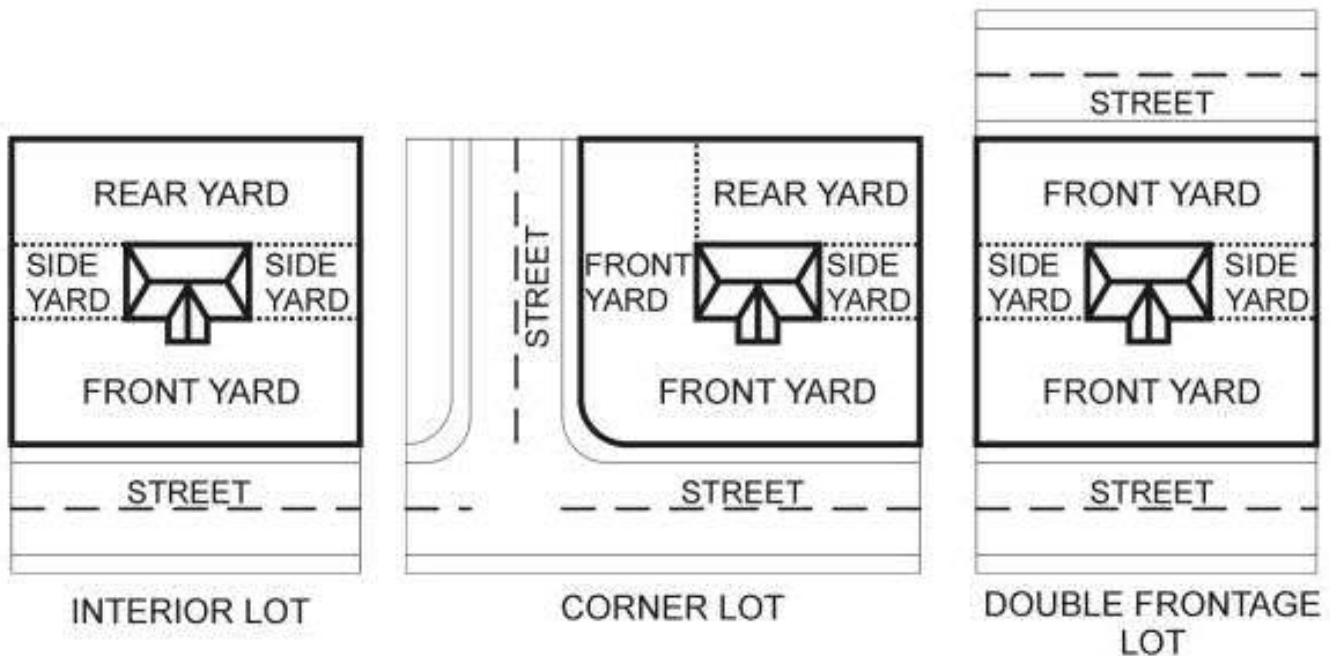 REAR YARD
SIDE
YARD
SIDE
YARD
FRONT YARD
STREET
INTERIOR LOT
STREET
REAR YARD
FRONT
YARD
SIDE
YARD
FRONT YARD
STREET
CORNER LOT
STREET
FRONT YARD
SIDE
YARD
SIDE
YARD
FRONT YARD
STREET
DOUBLE FRONTAGE
LOT